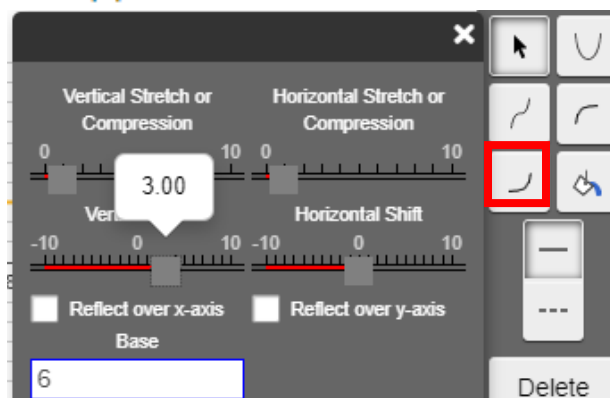 Vertical Stretch or Compression
Horizontal Stretch or Compression
0 10 0 10
3.00
Horizontal Shift
-10 0 10 -10 0 10
Reflect over x-axis Reflect over y-axis
Base
6
Delete